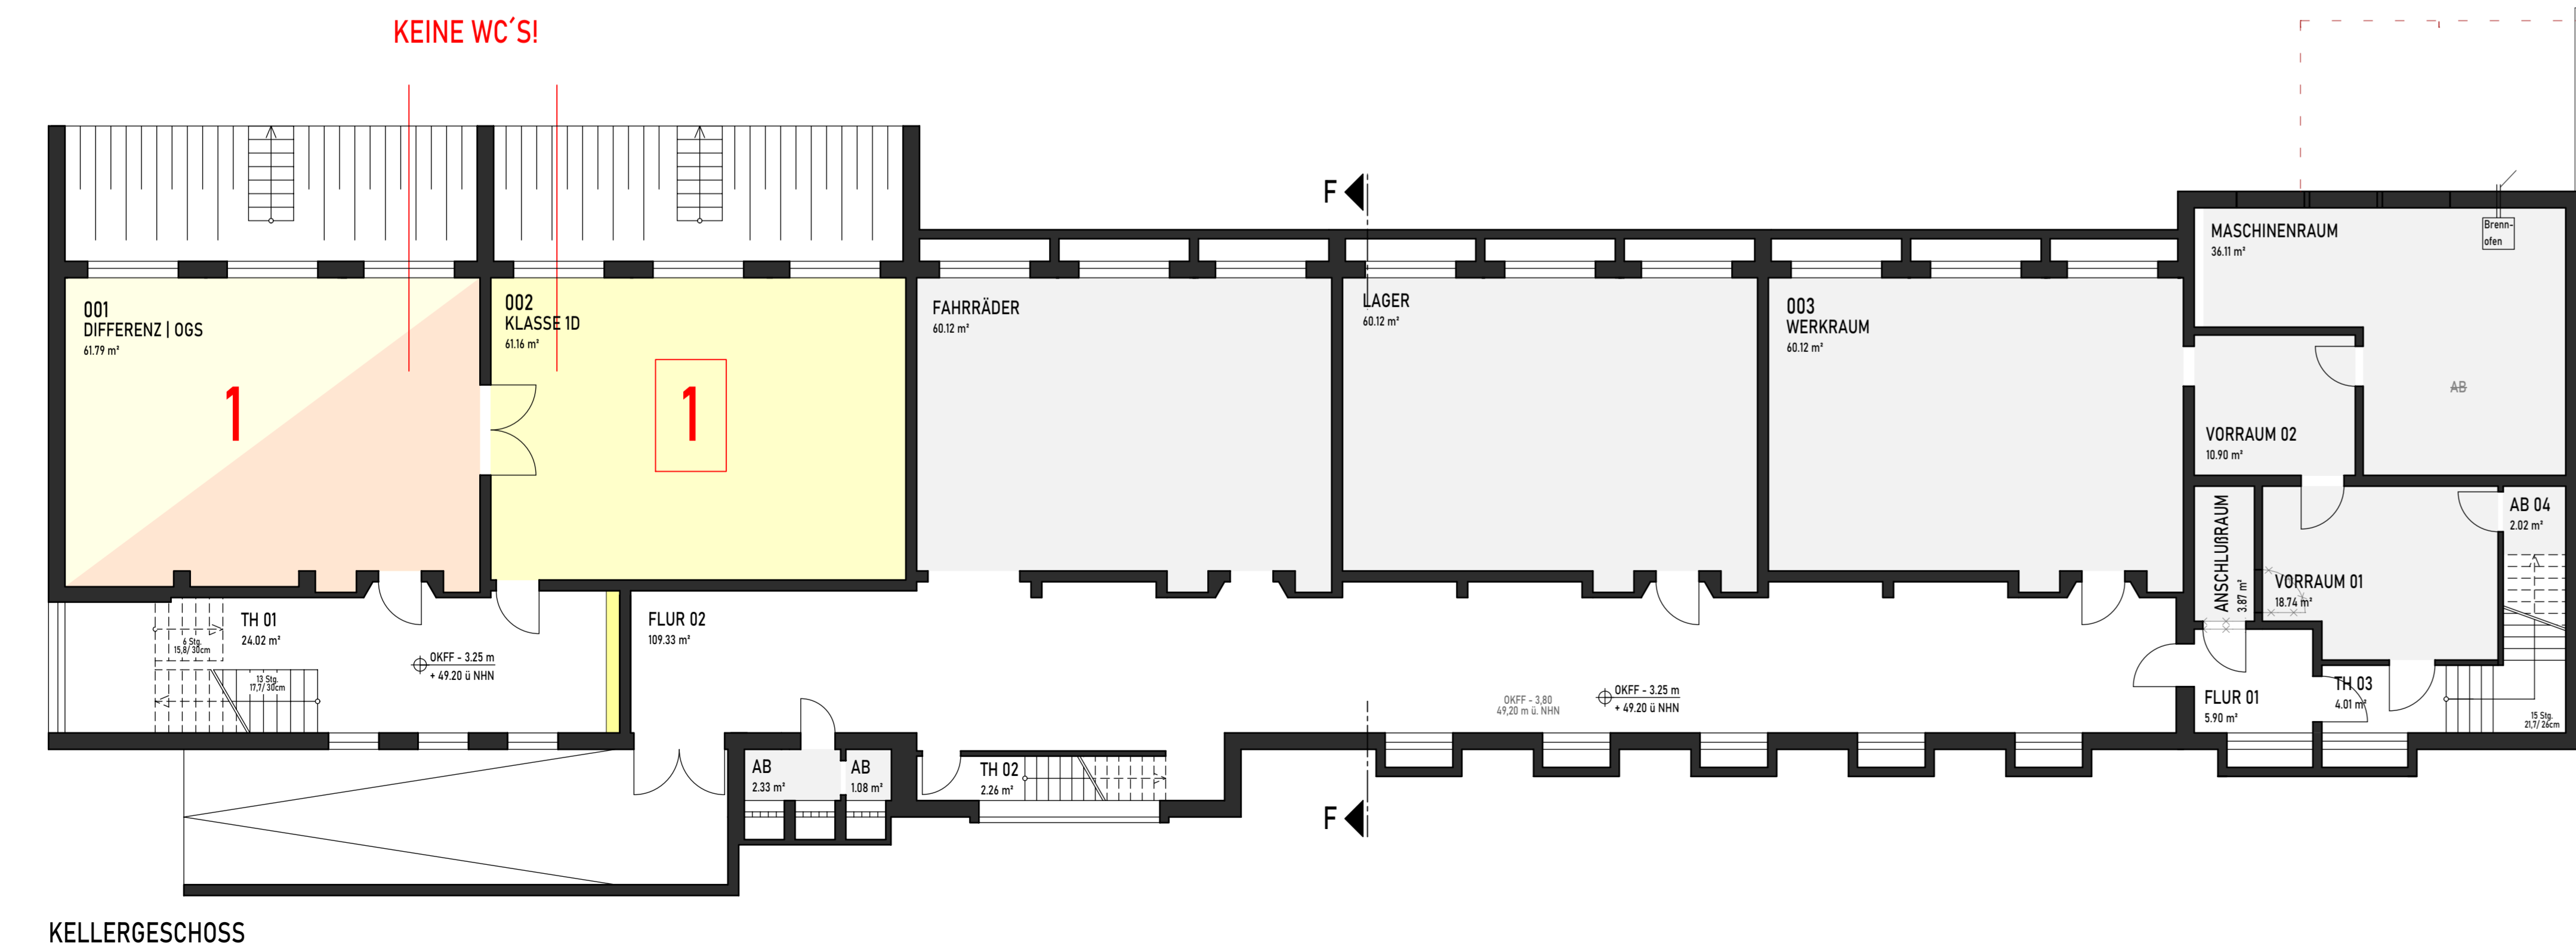 KEINE WC´S!
F
MASCHINENRAUM
36.11 m²
Brenn-
ofen
001
DIFFERENZ | OGS
61.79 m²
1
002
KLASSE 1D
61.16 m²
1
FAHRRÄDER
60.12 m²
LAGER
60.12 m²
003
WERKRAUM
60.12 m²
AB
VORRAUM 02
10.90 m²
ANSCHLUßRAUM
3.87 m²
AB 04
2.02 m²
VORRAUM 01
18.74 m²
TH 01
24.02 m²
6 Stg.
15,8/ 30cm
13 Stg.
17,7/ 30cm
OKFF - 3.25 m
+ 49.20 ü NHN
FLUR 02
109.33 m²
OKFF - 3,80
49,20 m ü. NHN
OKFF - 3.25 m
+ 49.20 ü NHN
FLUR 01
5.90 m²
TH 03
4.01 m²
15 Stg.
21,7/ 26cm
AB
2.33 m²
AB
1.08 m²
TH 02
2.26 m²
F
KELLERGESCHOSS